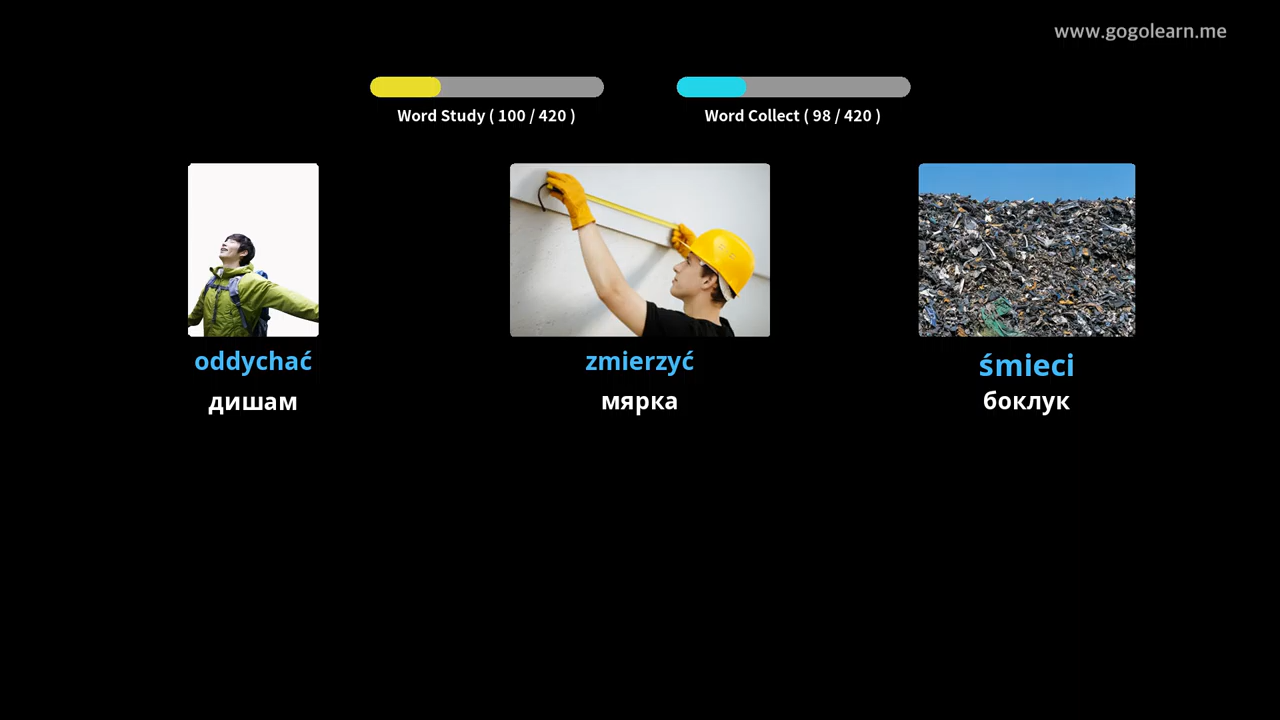 www.gogolearn.me
Word Study ( 100 / 420 )
Word Collect ( 98 / 420 )
oddychać
дишам
zmierzyć
мярка
śmieci
боклук